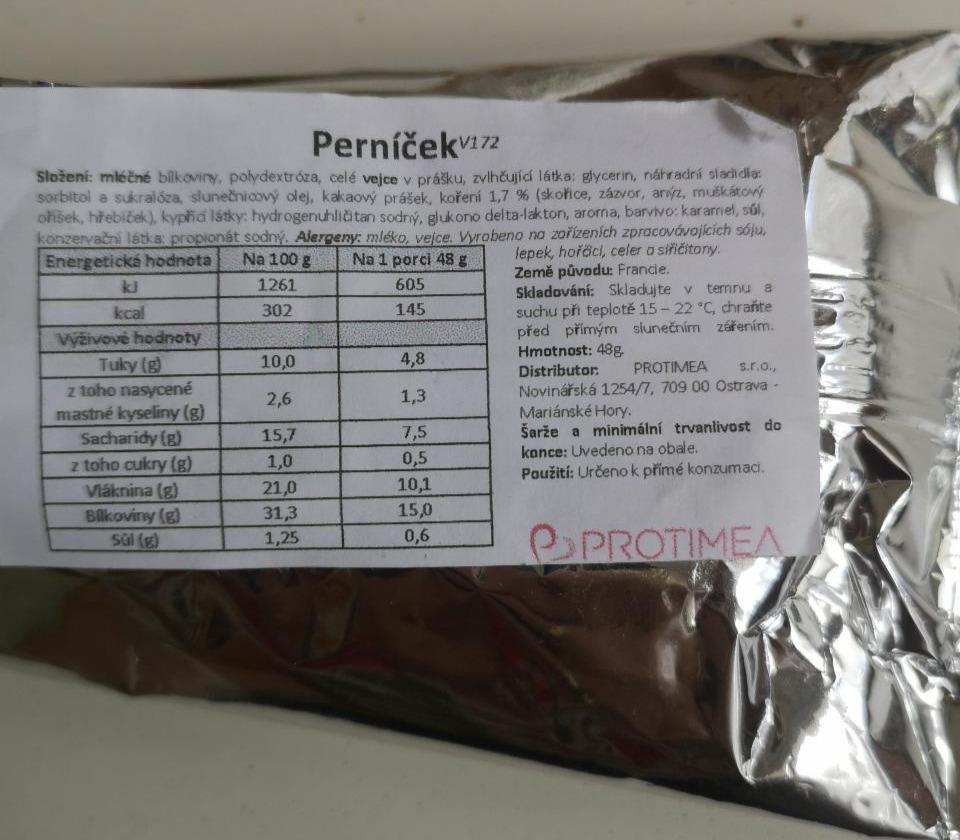 Perníček V172
Složení: mléčné bílkoviny, polydextróza, celé vejce v prášku, zvlhčující látka: glycerin, náhradní sladidla:
sorbitol a sukralóza, slunečnicový olej, kakaový prášek, koření 1,7 % (skořice, zázvor, anýz, muškátový
oříšek, hřebíček), kypřicí látky: hydrogenuhličitan sodný, glukono delta-lakton, aroma, barvivo: karamel, sůl,
konzervační látka: propionát sodný. Alergeny: mléko, vejce. Vyrobeno na zařízeních zpracovávajících sóju,
lepek, hořčici, celer a siřičitany.
Energetická hodnota Na 100 g Na 1 porci 48 g
kJ 1261 605
kcal 302 145
Výživové hodnoty
Tuky (g) 10,0 4,8
z toho nasycené
mastné kyseliny (g) 2,6 1,3
Sacharidy (g) 15,7 7,5
z toho cukry (g) 1,0 0,5
Vláknina (g) 21,0 10,1
Bílkoviny (g) 31,3 15,0
Sůl (g) 1,25 0,6
Země původu: Francie.
Skladování: Skladujte v temnu a
suchu při teplotě 15 – 22 °C, chraňte
před přímým slunečním zářením.
Hmotnost: 48g.
Distributor: PROTIMEA s.r.o.,
Novinářská 1254/7, 709 00 Ostrava -
Mariánské Hory.
Šarže a minimální trvanlivost do
konce: Uvedeno na obale.
Použití: Určeno k přímé konzumaci.
PROTIMEA